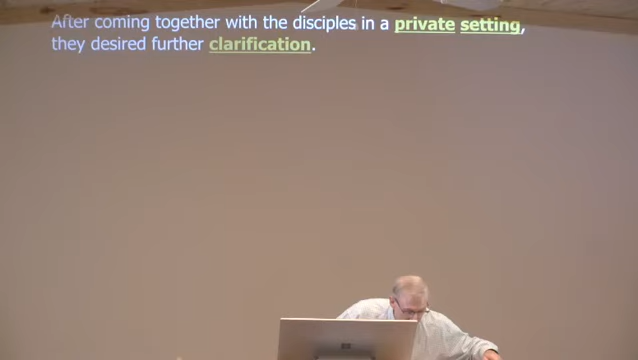 After coming together with the disciples in a private setting,
they desired further clarification.